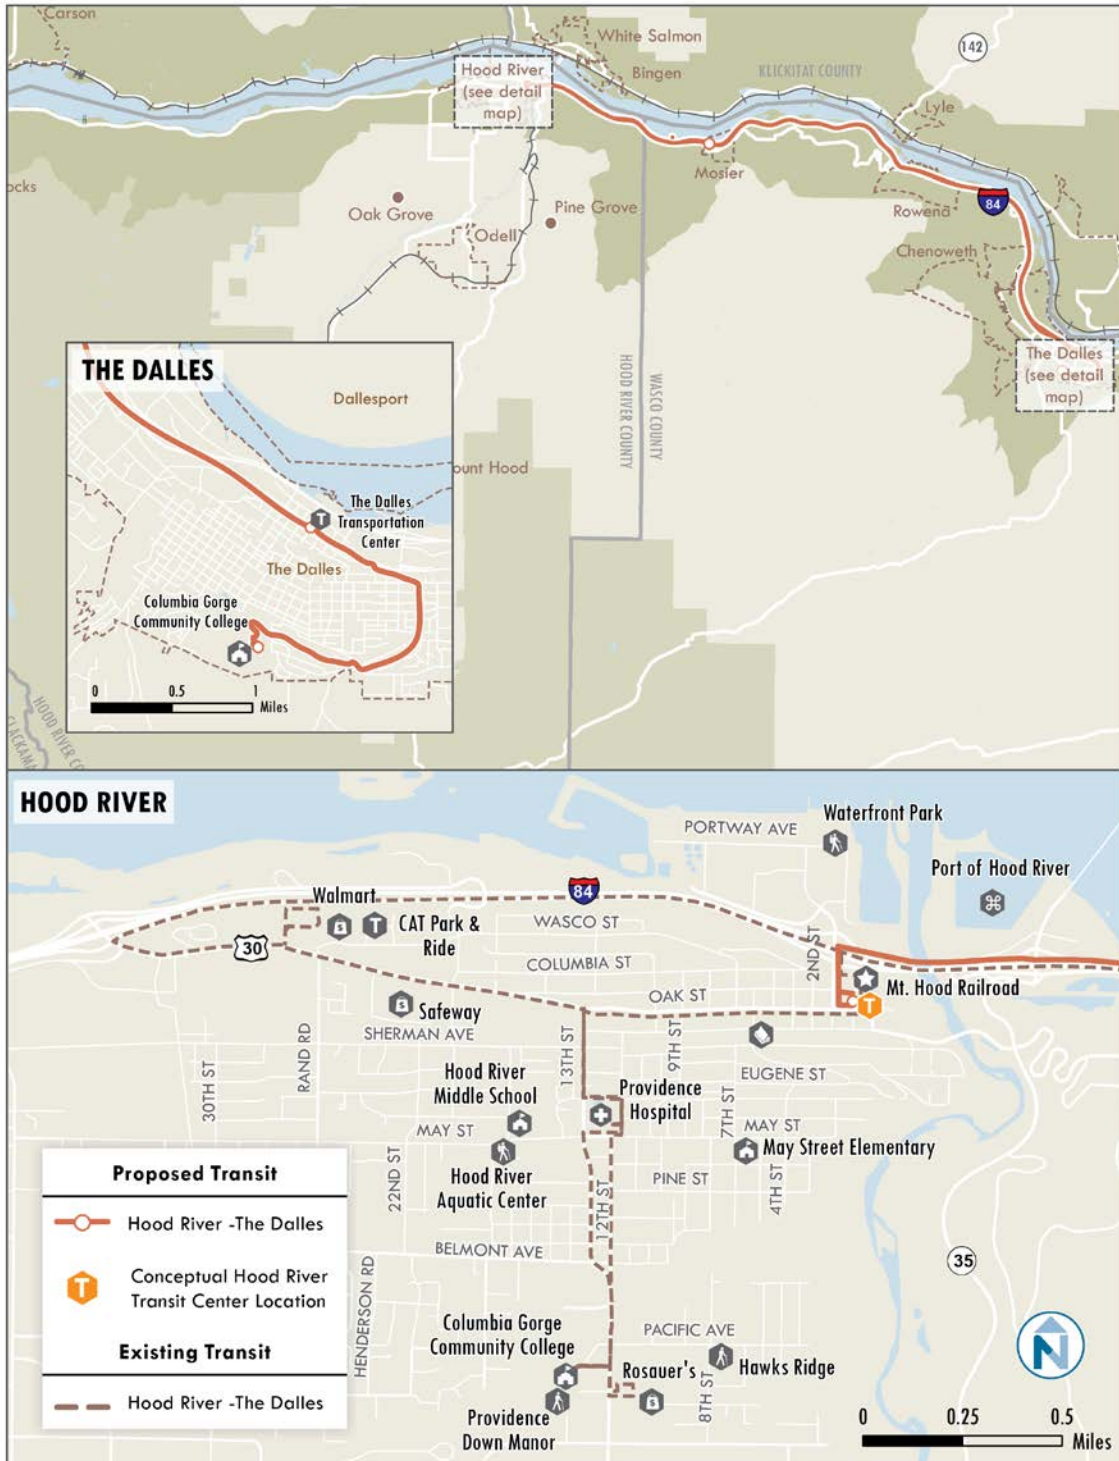 Carson
White Salmon
142
Hood River
(see detail
map)
Bingen
KLICKITAT COUNTY
Lyle
Mosier
ocks
Oak Grove
Pine Grove
Rowena
84
Odell
Chenoweth
The Dalles
(see detail
map)
HOOD RIVER COUNTY
WASCO COUNTY
THE DALLES
Dallesport
ount Hood
The Dalles
Transportation
Center
The Dalles
Columbia Gorge
Community College
0 0.5 1
Miles
HOOD RIVER CO
CLACKAMA
HOOD RIVER
Waterfront Park
PORTWAY AVE
Port of Hood River
84
Walmart
CAT Park &
Ride
WASCO ST
30
2ND ST
COLUMBIA ST
Mt. Hood Railroad
OAK ST
T
Safeway
SHERMAN AVE
13TH ST
9TH ST
RAND RD
30TH ST
EUGENE ST
Hood River
Middle School
Providence
Hospital
7TH ST
MAY ST
MAY ST
May Street Elementary
22ND ST
Hood River
Aquatic Center
PINE ST
4TH ST
12TH ST
BELMONT AVE
35
HENDERSON RD
Columbia Gorge
Community College
PACIFIC AVE
Hawks Ridge
Rosauer's
8TH ST
Providence
Down Manor
N
0 0.25 0.5
Miles
Proposed Transit
Hood River -The Dalles
T
Conceptual Hood River
Transit Center Location
Existing Transit
Hood River -The Dalles